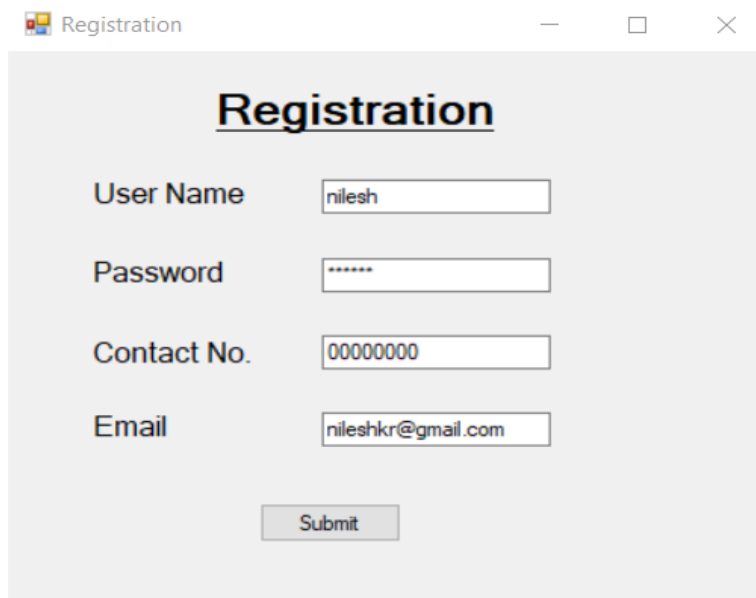 Registration
Registration
User Name nilesh
Password ******
Contact No. 00000000
Email nileshkr@gmail.com
Submit